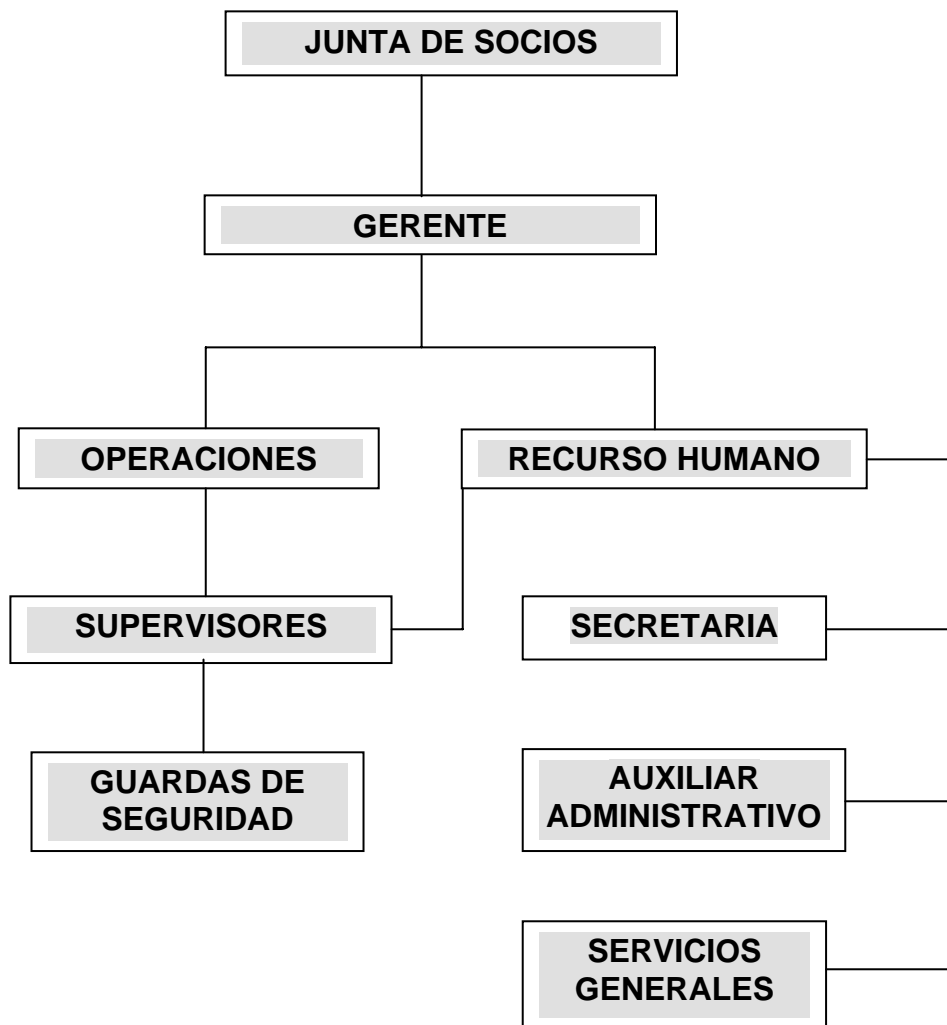 JUNTA DE SOCIOS
GERENTE
OPERACIONES
RECURSO HUMANO
SUPERVISORES
SECRETARIA
GUARDAS DE
SEGURIDAD
AUXILIAR
ADMINISTRATIVO
SERVICIOS
GENERALES